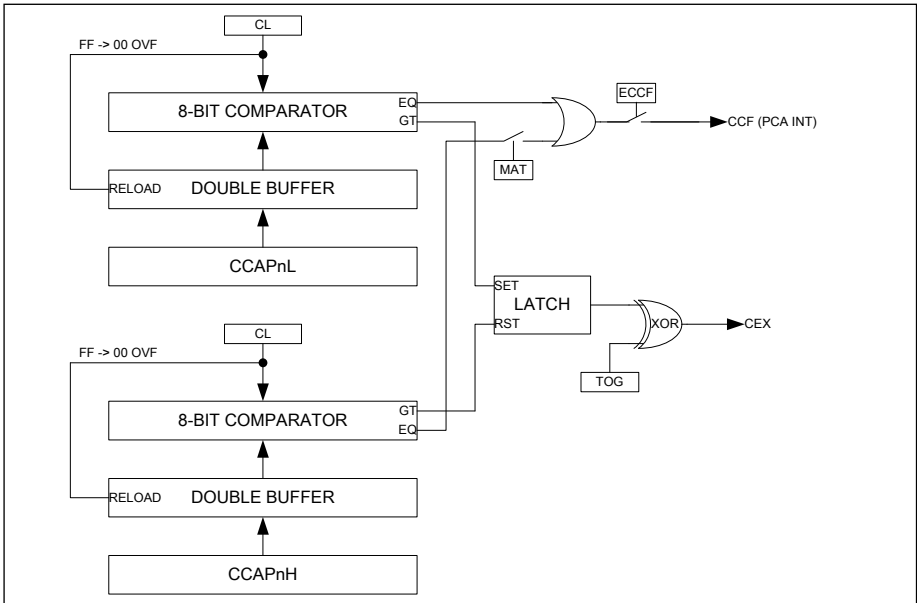 CL
FF -> 00 OVF
8-BIT COMPARATOR
EQ
GT
ECCF
CCF (PCA INT)
MAT
RELOAD
DOUBLE BUFFER
CCAPnL
SET
LATCH
RST
XOR
CEX
TOG
CL
FF -> 00 OVF
8-BIT COMPARATOR
GT
EQ
RELOAD
DOUBLE BUFFER
CCAPnH